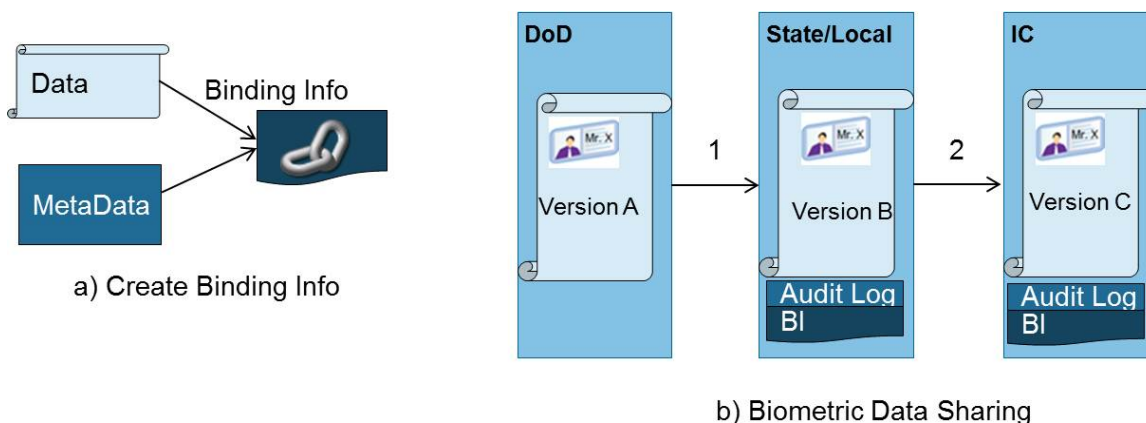 Data
Binding Info
MetaData
a) Create Binding Info
DoD
Mr. X
Version A
1
State/Local
Mr. X
Version B
Audit Log
BI
2
IC
Mr. X
Version C
Audit Log
BI
b) Biometric Data Sharing